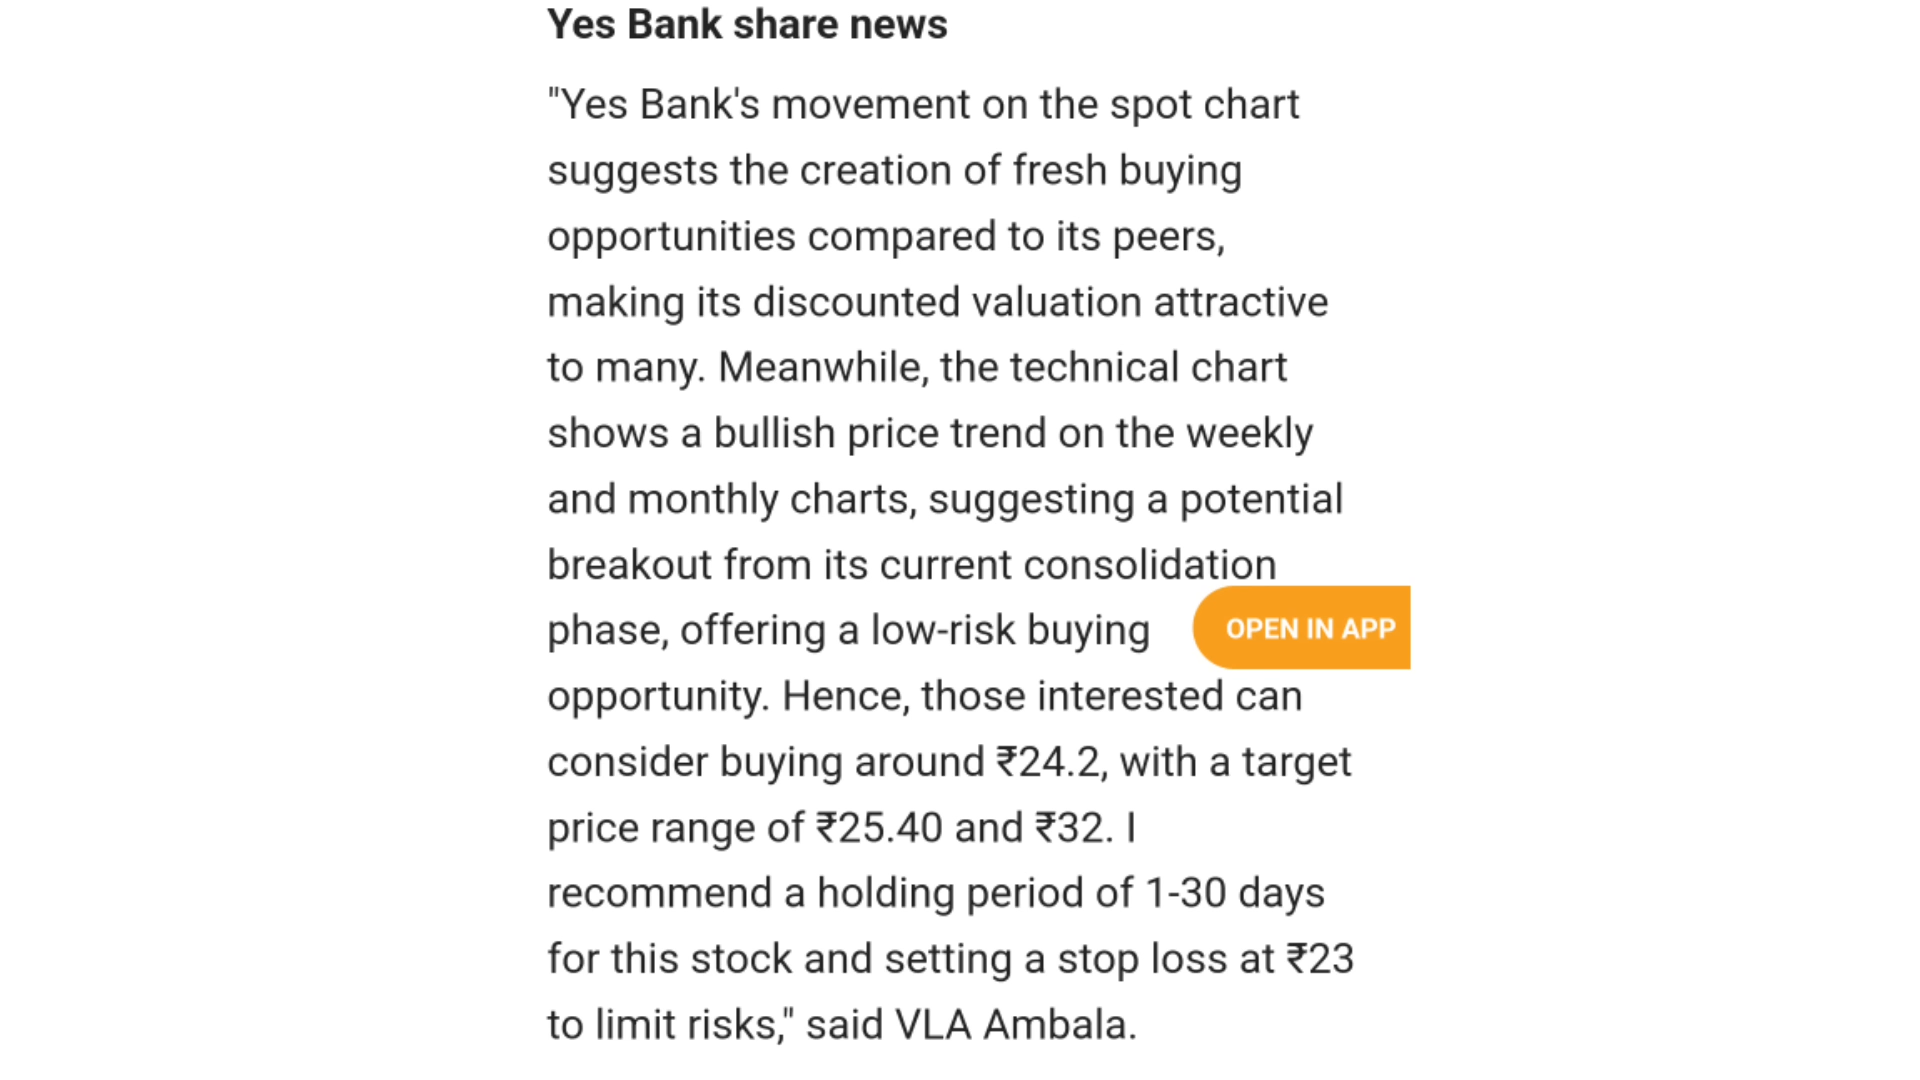 Yes Bank share news
"Yes Bank's movement on the spot chart
suggests the creation of fresh buying
opportunities compared to its peers,
making its discounted valuation attractive
to many. Meanwhile, the technical chart
shows a bullish price trend on the weekly
and monthly charts, suggesting a potential
breakout from its current consolidation
phase, offering a low-risk buying
OPEN IN APP
opportunity. Hence, those interested can
consider buying around ₹24.2, with a target
price range of ₹25.40 and ₹32. I
recommend a holding period of 1-30 days
for this stock and setting a stop loss at ₹23
to limit risks," said VLA Ambala.